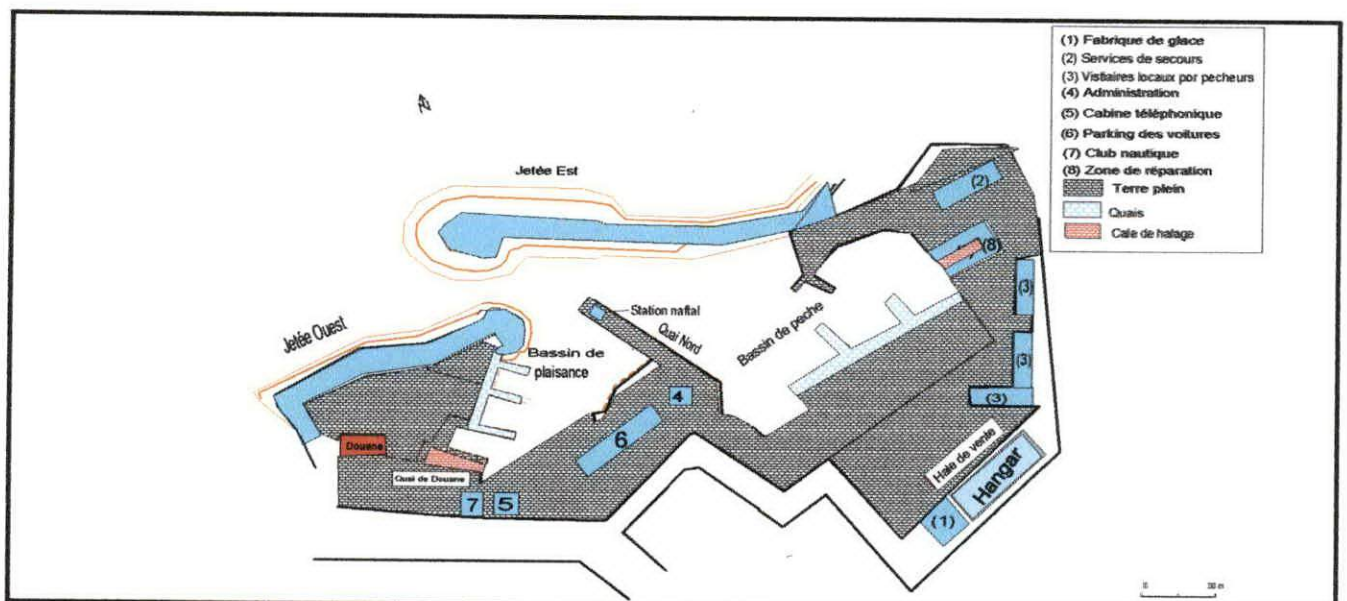 (1) Fabrique de glace
(2) Services de secours
(3) Vistiaires locaux por pecheurs
(4) Administration
(5) Cabine téléphonique
(6) Parking des voitures
(7) Club nautique
(8) Zone de réparation
Terre plein
Quais
Cale de halage
Jetée Est
(2)
(8)
(3)
Station naftal
Quai Nord
Bassin de peche
Jetée Ouest
Bassin de
plaisance
(3)
4
(3)
6
Douane
Quai de Douane
Hale de vente
Hangar
7
5
(1)